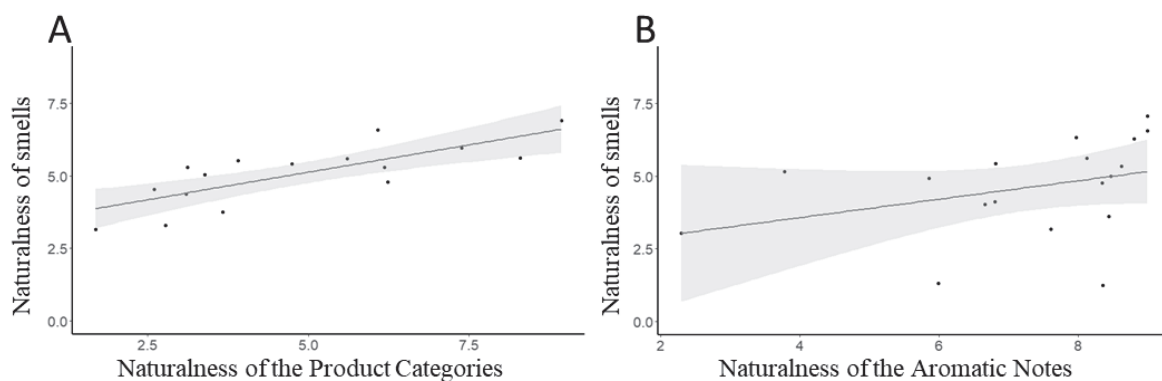 A
Naturalness of smells
7.5
5.0
2.5
0.0
2.5 5.0 7.5
Naturalness of the Product Categories
B
Naturalness of smells
7.5
5.0
2.5
0.0
2 4 6 8
Naturalness of the Aromatic Notes